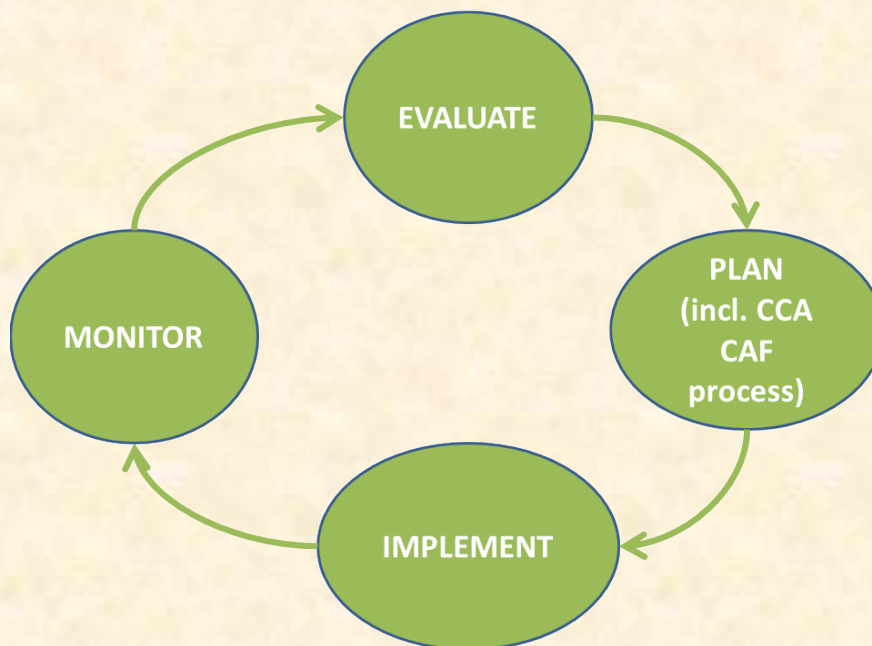 EVALUATE
PLAN
(incl. CCA
CAF
process)
MONITOR
IMPLEMENT